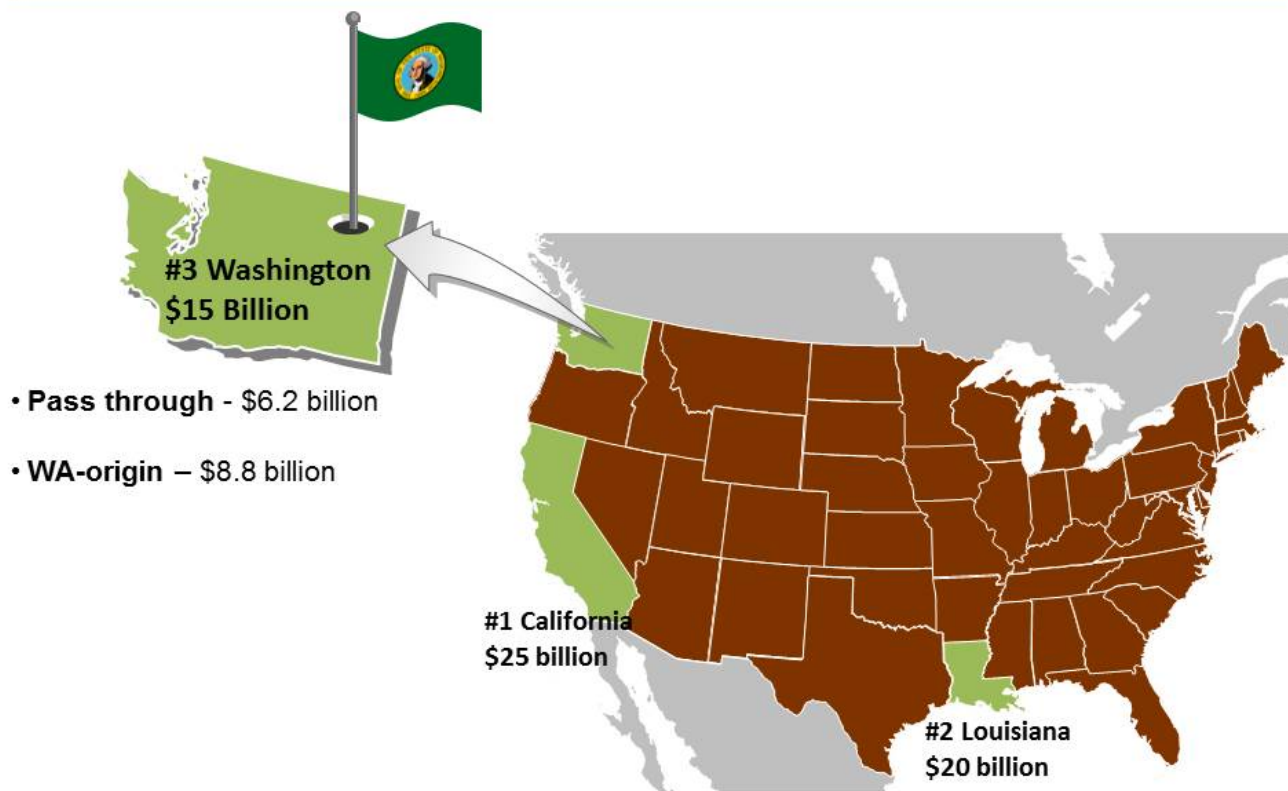 #3 Washington
$15 Billion
• Pass through - $6.2 billion
• WA-origin – $8.8 billion
#1 California
$25 billion
#2 Louisiana
$20 billion